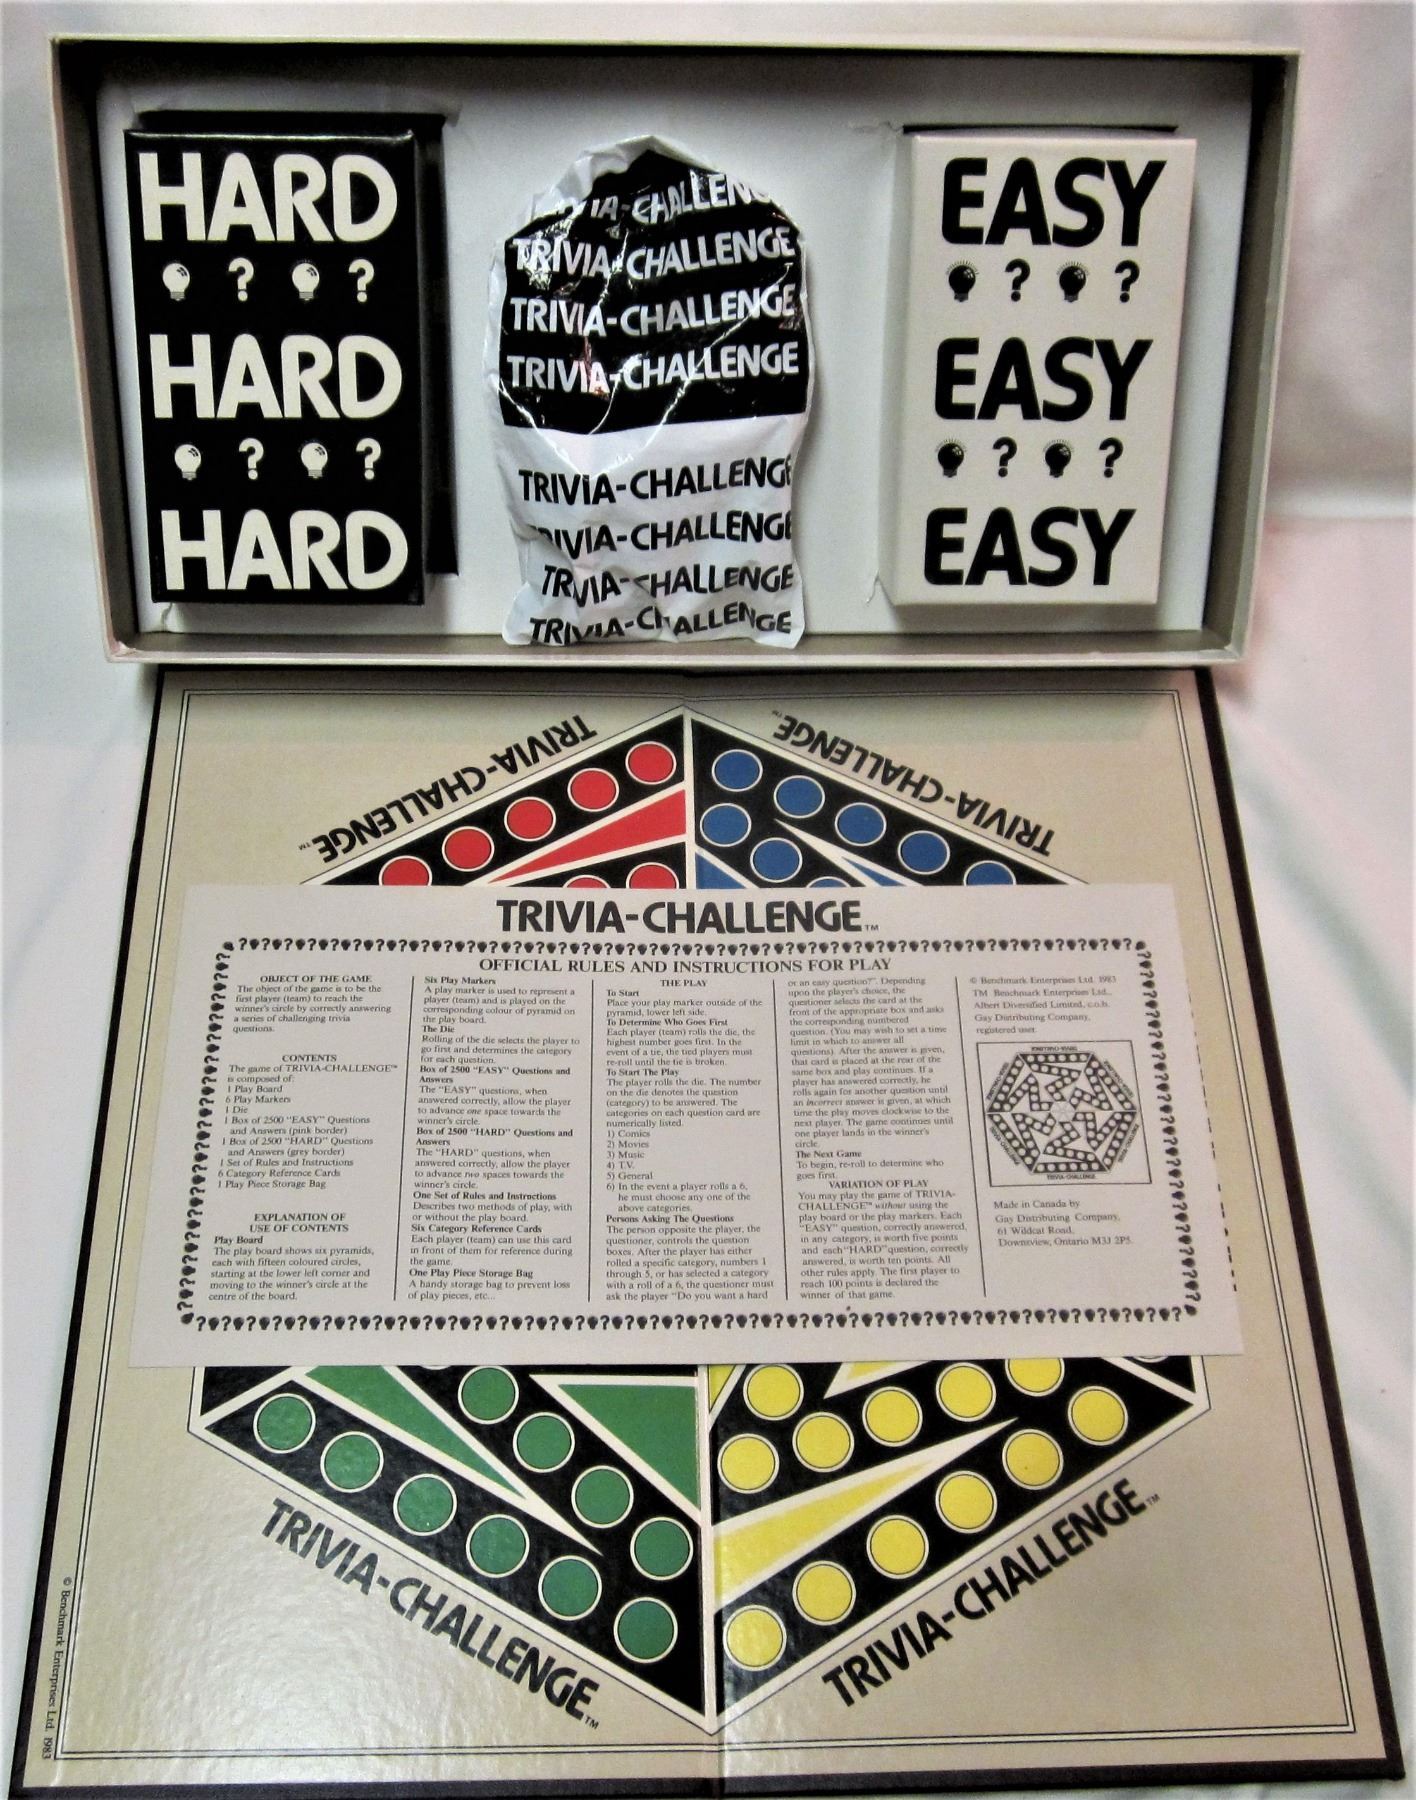 HARD
? ?
HARD
? ?
HARD
IA-CHALLENG
TRIVIA-CHALLENGE
TRIVIA-CHALLENGE
TRIVIA-CHALLENGE
TRIVIA-CHALLENGE
RIVIA-CHALLENGE
TRIVIA-CHALLENGE
TRIVIA-CHALLENGE
EASY
? ?
EASY
? ?
EASY
TRIVIA-CHALLENGE™
TRIVIA-CHALLENGE™
TRIVIA-CHALLENGE™
OFFICIAL RULES AND INSTRUCTIONS FOR PLAY
OBJECT OF THE GAME
The object of the game is to be the
first player (team) to reach the
winner's circle by correctly answering
a series of challenging trivia
questions.
CONTENTS
The game of TRIVIA-CHALLENGE™
is composed of:
1 Play Board
6 Play Markers
1 Die
1 Box of 2500 "EASY" Questions
and Answers (pink border)
1 Box of 2500 "HARD" Questions
and Answers (grey border)
1 Set of Rules and Instructions
6 Category Reference Cards
1 Play Piece Storage Bag
EXPLANATION OF
USE OF CONTENTS
Play Board
The play board shows six pyramids,
each with fifteen coloured circles,
starting at the lower left corner and
moving to the winner's circle at the
centre of the board.
Six Play Markers
A play marker is used to represent a
player (team) and is played on the
corresponding colour of pyramid on
the play board.
The Die
Rolling of the die selects the player to
go first and determines the category
for each question.
Box of 2500 "EASY" Questions and
Answers
The "EASY" questions, when
answered correctly, allow the player
to advance one space towards the
winner's circle.
Box of 2500 "HARD" Questions and
Answers
The "HARD" questions, when
answered correctly, allow the player
to advance two spaces towards the
winner's circle.
One Set of Rules and Instructions
Describes two methods of play, with
or without the play board.
Six Category Reference Cards
Each player (team) can use this card
in front of them for reference during
the game.
One Play Piece Storage Bag
A handy storage bag to prevent loss
of play pieces, etc...
THE PLAY
To Start
Place your play marker outside of the
pyramid, lower left side.
To Determine Who Goes First
Each player (team) rolls the die, the
highest number goes first. In the
event of a tie, the tied players must
re-roll until the tie is broken.
To Start The Play
The player rolls the die. The number
on the die denotes the question
(category) to be answered. The
categories on each question card are
numerically listed.
1) Comics
2) Movies
3) Music
4) T.V.
5) General
6) In the event a player rolls a 6,
he must choose any one of the
above categories.
Persons Asking The Questions
The person opposite the player, the
questioner, controls the question
boxes. After the player has either
rolled a specific category, numbers 1
through 5, or has selected a category
with a roll of a 6, the questioner must
ask the player "Do you want a hard
or an easy question?". Depending
upon the player's choice, the
questioner selects the card at the
front of the appropriate box and asks
the corresponding numbered
question. (You may wish to set a time
limit in which to answer all
questions). After the answer is given,
that card is placed at the rear of the
same box and play continues. If a
player has answered correctly, he
rolls again for another question until
an incorrect answer is given, at which
time the play moves clockwise to the
next player. The game continues until
one player lands in the winner's
circle.
The Next Game
To begin, re-roll to determine who
goes first.
VARIATION OF PLAY
You may play the game of TRIVIA-
CHALLENGE™ without using the
play board or the play markers. Each
"EASY" question, correctly answered,
in any category, is worth five points
and each "HARD" question, correctly
answered, is worth ten points. All
other rules apply. The first player to
reach 100 points is declared the
winner of that game.
© Benchmark Enterprises Ltd. 1983
TM Benchmark Enterprises Ltd.,
Albert Diversified Limited, c.o.b.
Gay Distributing Company,
registered user.
TRIVIA-CHALLENGE
Made in Canada by
Gay Distributing Company,
61 Wildcat Road,
Downsview, Ontario M3J 2P5.
TRIVIA-CHALLENGE™
TRIVIA-CHALLENGE™
© Benchmark Enterprises Ltd. 1983